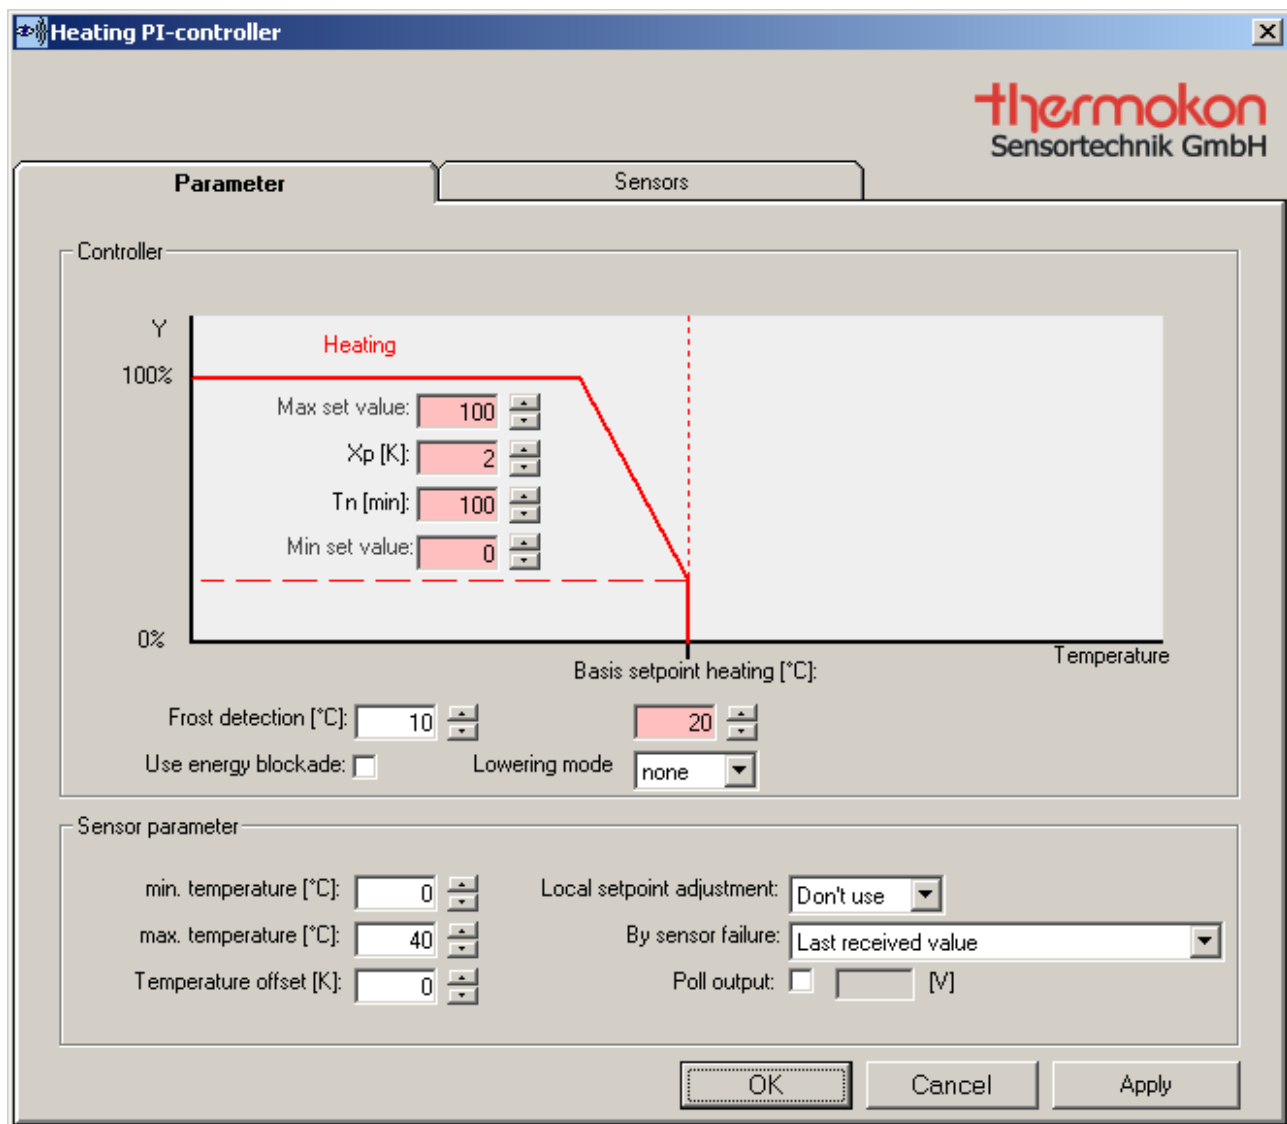 Heating PI-controller
thermokon
Sensortechnik GmbH
Parameter
Sensors
Controller
Y
Heating
100%
Max set value: 100
Xp [K]: 2
Tn [min]: 100
Min set value: 0
0%
Temperature
Basis setpoint heating [°C]:
Frost detection [°C]: 10
20
Use energy blockade:
Lowering mode none
Sensor parameter
min. temperature [°C]: 0
Local setpoint adjustment: Don't use
max. temperature [°C]: 40
By sensor failure: Last received value
Temperature offset [K]: 0
Poll output: [V]
OK
Cancel
Apply